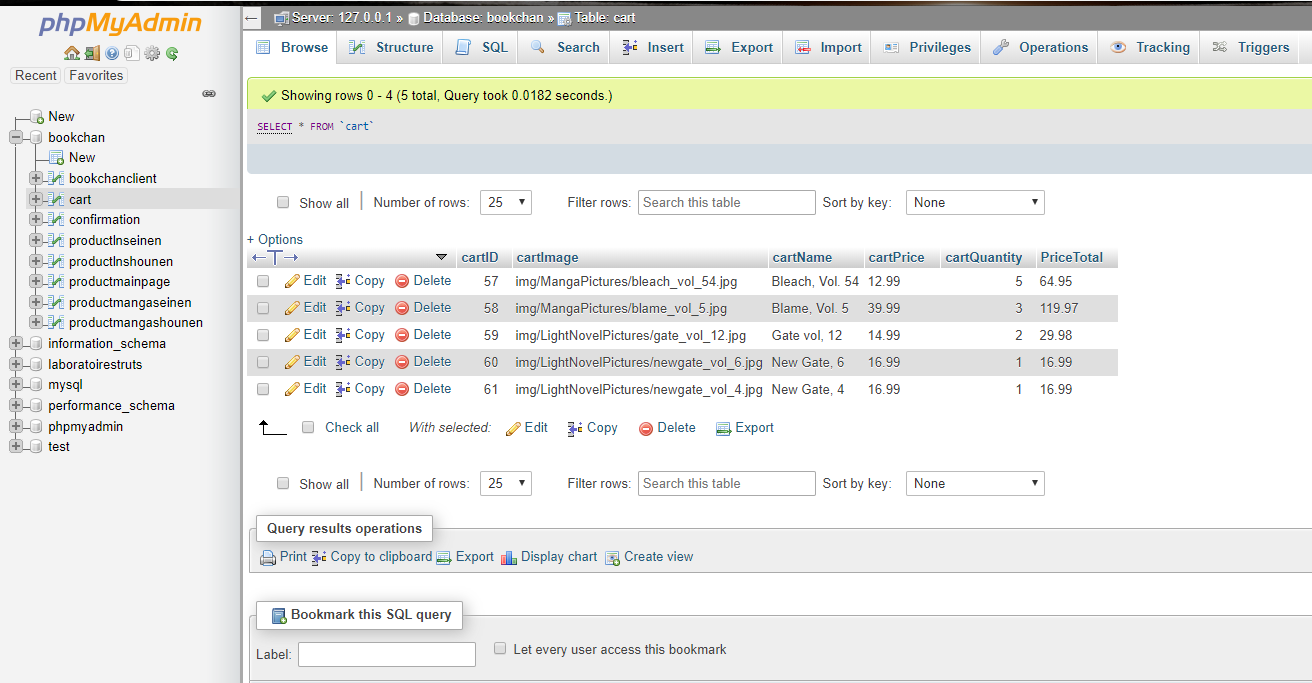 phpMyAdmin
Recent Favorites
New
bookchan
New
bookchanclient
cart
confirmation
productlnseinen
productlnshounen
productmainpage
productmangaseinen
productmangashounen
information_schema
laboratoirestruts
mysql
performance_schema
phpmyadmin
test
Server: 127.0.0.1 » Database: bookchan » Table: cart
Browse Structure SQL Search Insert Export Import Privileges Operations Tracking Triggers
Showing rows 0 - 4 (5 total, Query took 0.0182 seconds.)
SELECT * FROM `cart`
Show all Number of rows: 25 Filter rows: Search this table Sort by key: None
+ Options
cartID cartImage cartName cartPrice cartQuantity PriceTotal
Edit Copy Delete 57 img/MangaPictures/bleach_vol_54.jpg Bleach, Vol. 54 12.99 5 64.95
Edit Copy Delete 58 img/MangaPictures/blame_vol_5.jpg Blame, Vol. 5 39.99 3 119.97
Edit Copy Delete 59 img/LightNovelPictures/gate_vol_12.jpg Gate vol, 12 14.99 2 29.98
Edit Copy Delete 60 img/LightNovelPictures/newgate_vol_6.jpg New Gate, 6 16.99 1 16.99
Edit Copy Delete 61 img/LightNovelPictures/newgate_vol_4.jpg New Gate, 4 16.99 1 16.99
Check all With selected: Edit Copy Delete Export
Show all Number of rows: 25 Filter rows: Search this table Sort by key: None
Query results operations
Print Copy to clipboard Export Display chart Create view
Bookmark this SQL query
Label: Let every user access this bookmark